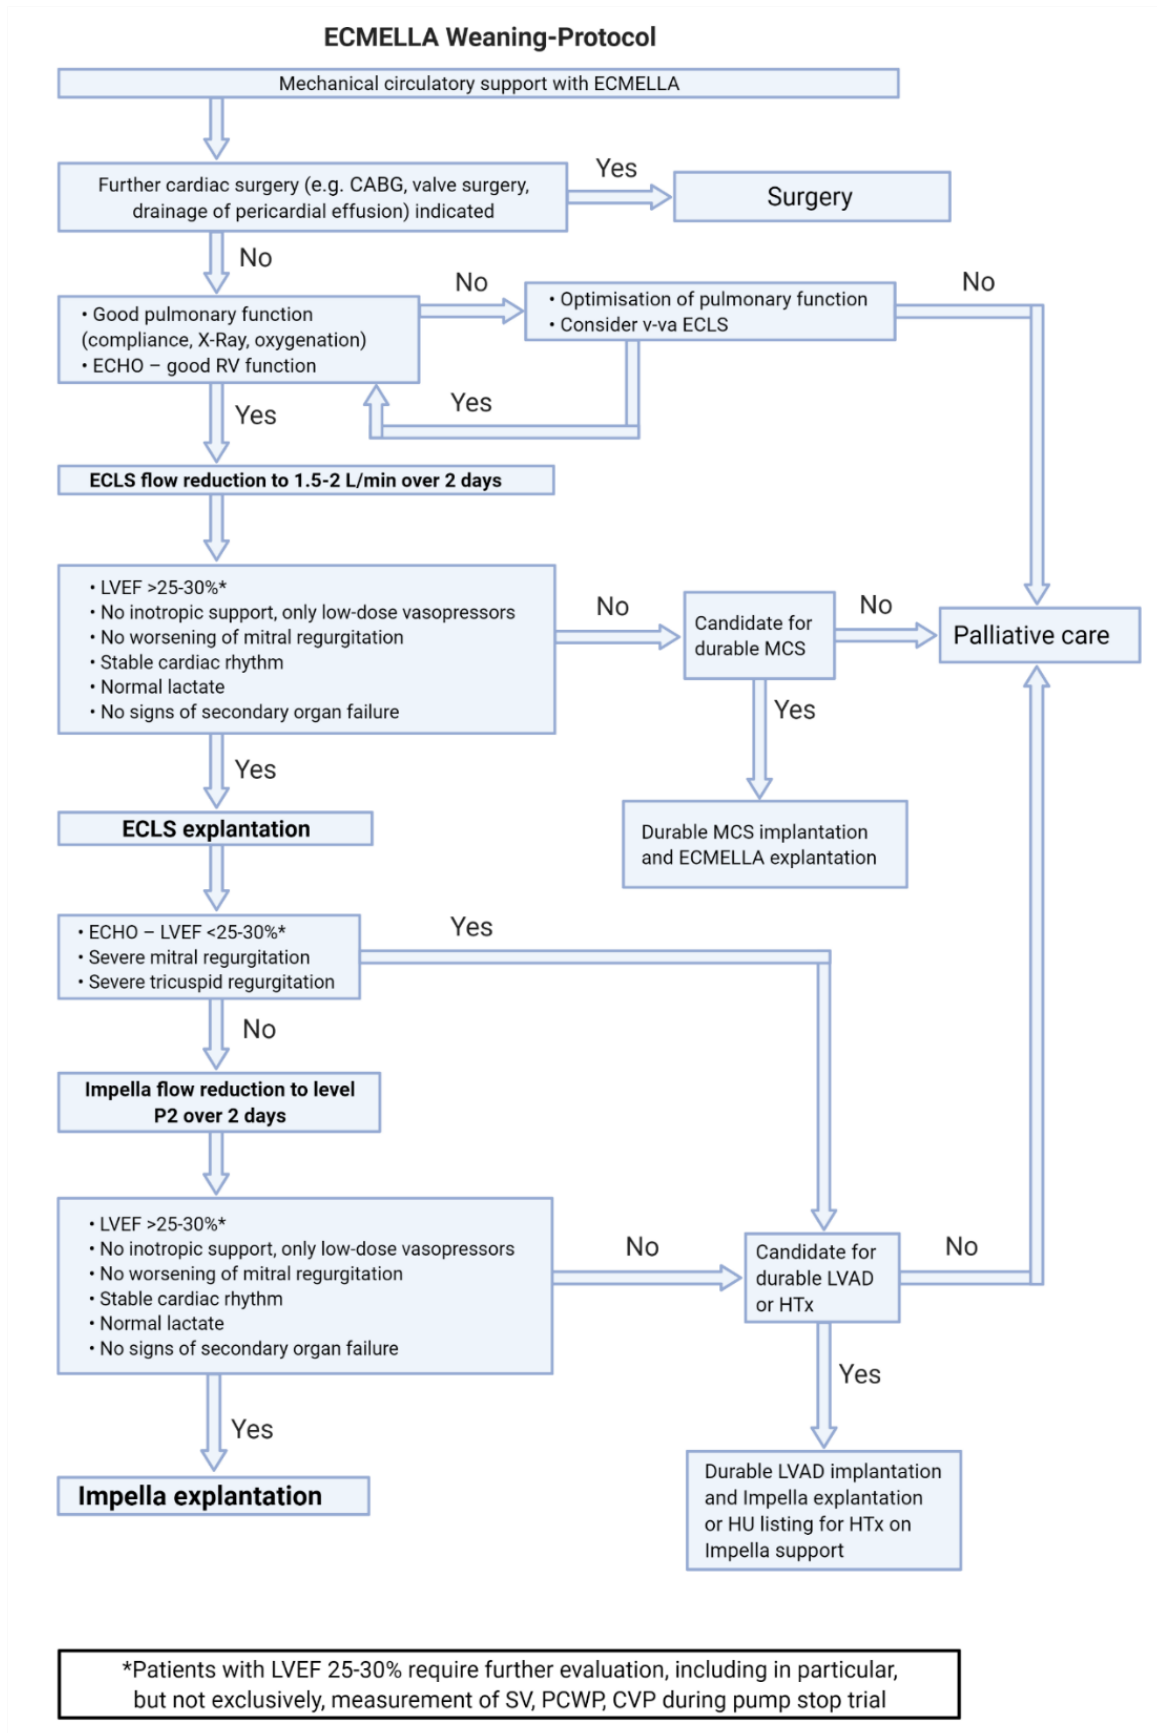 ECMELLA Weaning-Protocol
Mechanical circulatory support with ECMELLA
Further cardiac surgery (e.g. CABG, valve surgery,
drainage of pericardial effusion) indicated
Yes
Surgery
No
• Good pulmonary function
(compliance, X-Ray, oxygenation)
• ECHO – good RV function
No
• Optimisation of pulmonary function
• Consider v-va ECLS
No
Yes
Yes
ECLS flow reduction to 1.5-2 L/min over 2 days
• LVEF >25-30%*
• No inotropic support, only low-dose vasopressors
• No worsening of mitral regurgitation
• Stable cardiac rhythm
• Normal lactate
• No signs of secondary organ failure
No
Candidate for
durable MCS
No
Palliative care
Yes
Durable MCS implantation
and ECMELLA explantation
Yes
ECLS explantation
• ECHO – LVEF <25-30%*
• Severe mitral regurgitation
• Severe tricuspid regurgitation
Yes
No
Impella flow reduction to level
P2 over 2 days
• LVEF >25-30%*
• No inotropic support, only low-dose vasopressors
• No worsening of mitral regurgitation
• Stable cardiac rhythm
• Normal lactate
• No signs of secondary organ failure
No
Candidate for
durable LVAD
or HTx
No
Yes
Durable LVAD implantation
and Impella explantation
or HU listing for HTx on
Impella support
Yes
Impella explantation
*Patients with LVEF 25-30% require further evaluation, including in particular,
but not exclusively, measurement of SV, PCWP, CVP during pump stop trial